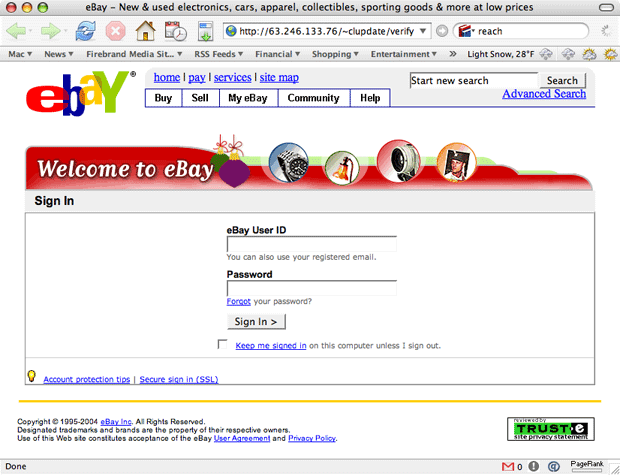 eBay – New & used electronics, cars, apparel, collectibles, sporting goods & more at low prices
http://63.246.133.76/~clupdate/verify
reach
Mac News Firebrand Media Sit... RSS Feeds Financial Shopping Entertainment » Light Snow, 28°F
ebay®
home | pay | services | site map
Start new search Search
Advanced Search
Buy Sell My eBay Community Help
Welcome to eBay
Sign In
eBay User ID
You can also use your registered email.
Password
Forgot your password?
Sign In >
Keep me signed in on this computer unless I sign out.
Account protection tips | Secure sign in (SSL)
Copyright © 1995-2004 eBay Inc. All Rights Reserved.
Designated trademarks and brands are the property of their respective owners.
Use of this Web site constitutes acceptance of the eBay User Agreement and Privacy Policy.
reviewed by
TRUSTe
site privacy statement
Done
0
PageRank